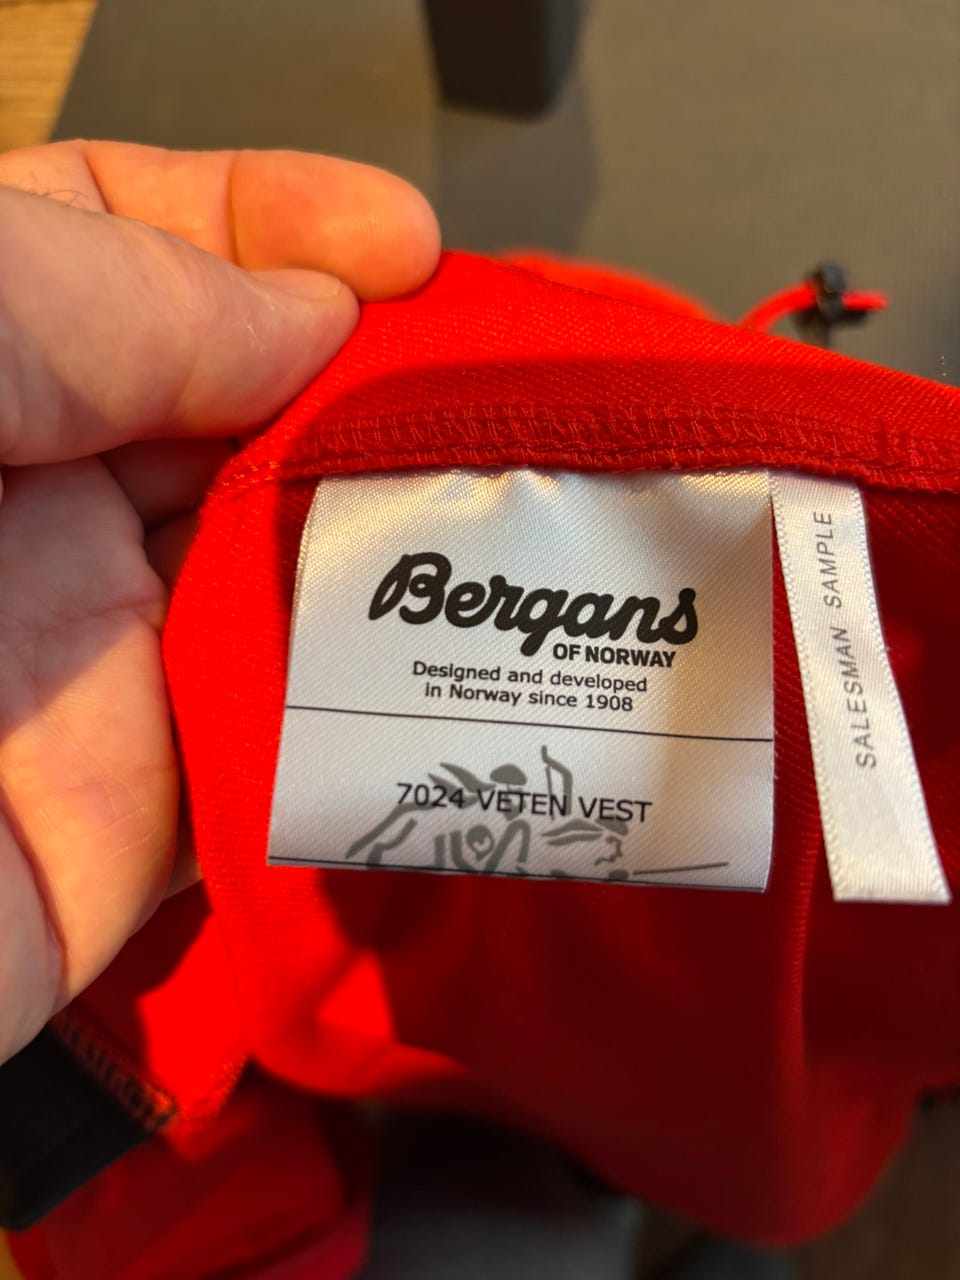 Bergans
OF NORWAY
Designed and developed
in Norway since 1908
7024 VETEN VEST
SALESMAN SAMPLE